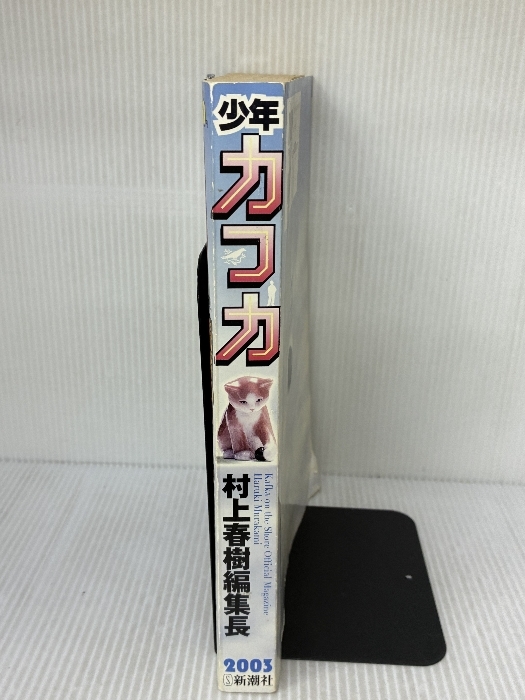 少年
カフカ
Kafka on the Shore Official Magazine
Haruki Murakami
村上春樹編集長
2003
S新潮社